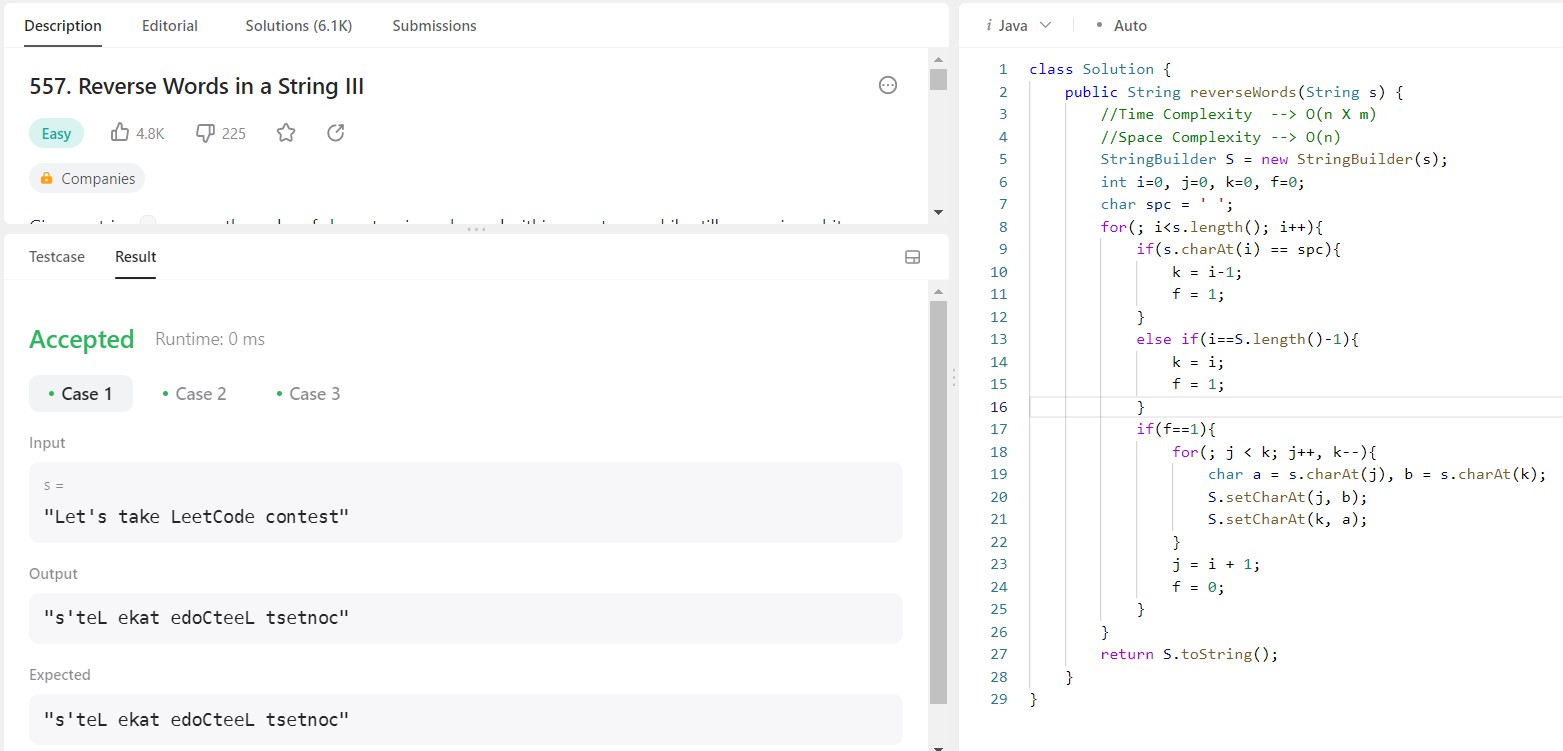 Description Editorial Solutions (6.1K) Submissions
557. Reverse Words in a String III
Easy 4.8K 225
Companies
Testcase Result
Accepted Runtime: 0 ms
• Case 1 • Case 2 • Case 3
Input
s =
"Let's take LeetCode contest"
Output
"s'teL ekat edoCteeL tsetnoc"
Expected
"s'teL ekat edoCteeL tsetnoc"
i Java • Auto
1 class Solution {
2 public String reverseWords(String s) {
3 //Time Complexity --> O(n X m)
4 //Space Complexity --> O(n)
5 StringBuilder S = new StringBuilder(s);
6 int i=0, j=0, k=0, f=0;
7 char spc = ' ';
8 for(; i<s.length(); i++){
9 if(s.charAt(i) == spc){
10 k = i-1;
11 f = 1;
12 }
13 else if(i==S.length()-1){
14 k = i;
15 f = 1;
16 }
17 if(f==1){
18 for(; j < k; j++, k--){
19 char a = s.charAt(j), b = s.charAt(k);
20 S.setCharAt(j, b);
21 S.setCharAt(k, a);
22 }
23 j = i + 1;
24 f = 0;
25 }
26 }
27 return S.toString();
28 }
29 }